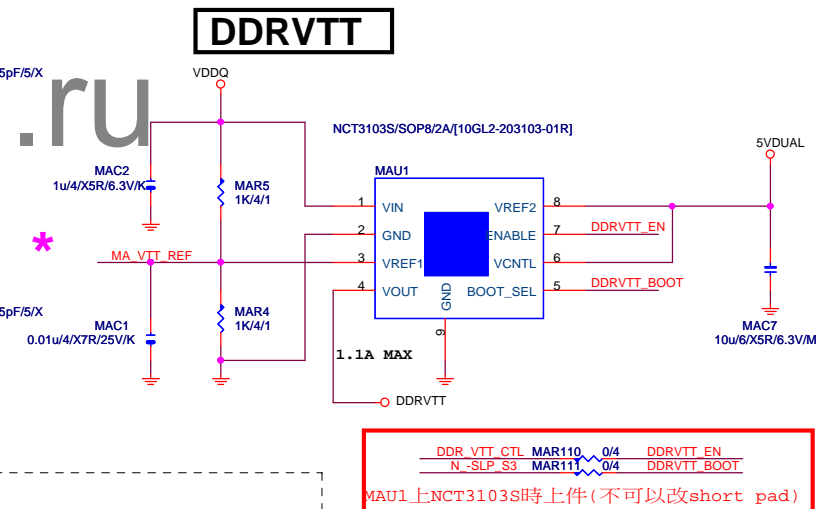 DDRVTT
5pF/5/X
VDDQ
.ru
NCT3103S/SOP8/2A/[10GL2-203103-01R]
5VDUAL
MAC2
1u/4/X5R/6.3V/K
MAR5
1K/4/1
MAU1
1 VIN VREF2 8
2 GND ENABLE 7 DDRVTT_EN
MA_VTT_REF 3 VREF1 VCNTL 6
4 VOUT GND BOOT_SEL 5 DDRVTT_BOOT
9
*
5pF/5/X
MAC1
0.01u/4/X7R/25V/K
MAR4
1K/4/1
MAC7
10u/6/X5R/6.3V/M
1.1A MAX
DDRVTT
DDR_VTT_CTL MAR110 0/4 DDRVTT_EN
N_-SLP_S3 MAR111 0/4 DDRVTT_BOOT
MAU1上NCT3103S時上件(不可以改short pad)